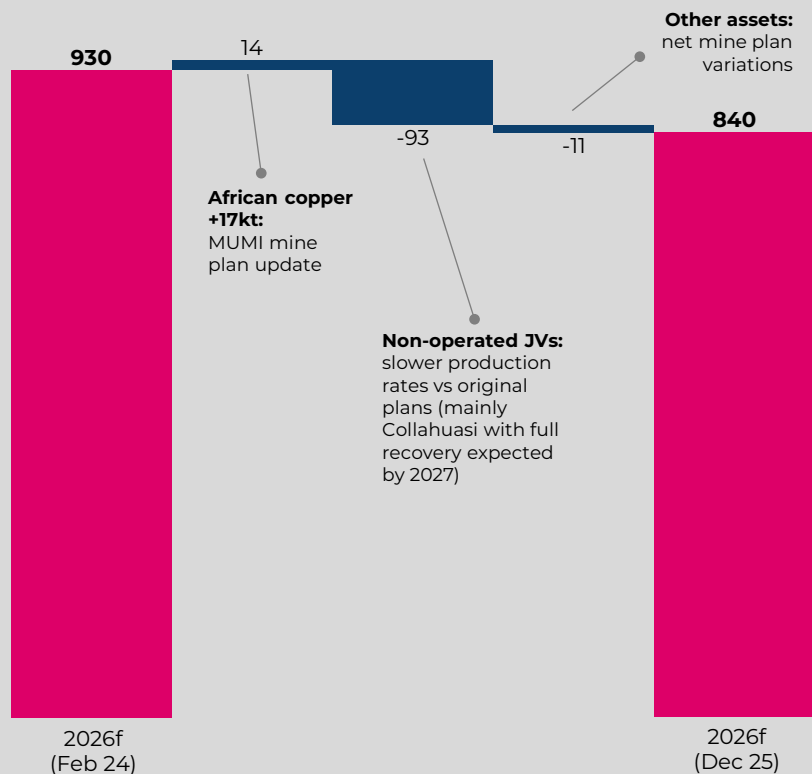 930
14
-93
-11
840
Other assets:
net mine plan
variations
African copper
+17kt:
MUMI mine
plan update
Non-operated JVs:
slower production
rates vs original
plans (mainly
Collahuasi with full
recovery expected
by 2027)
2026f
(Feb 24)
2026f
(Dec 25)